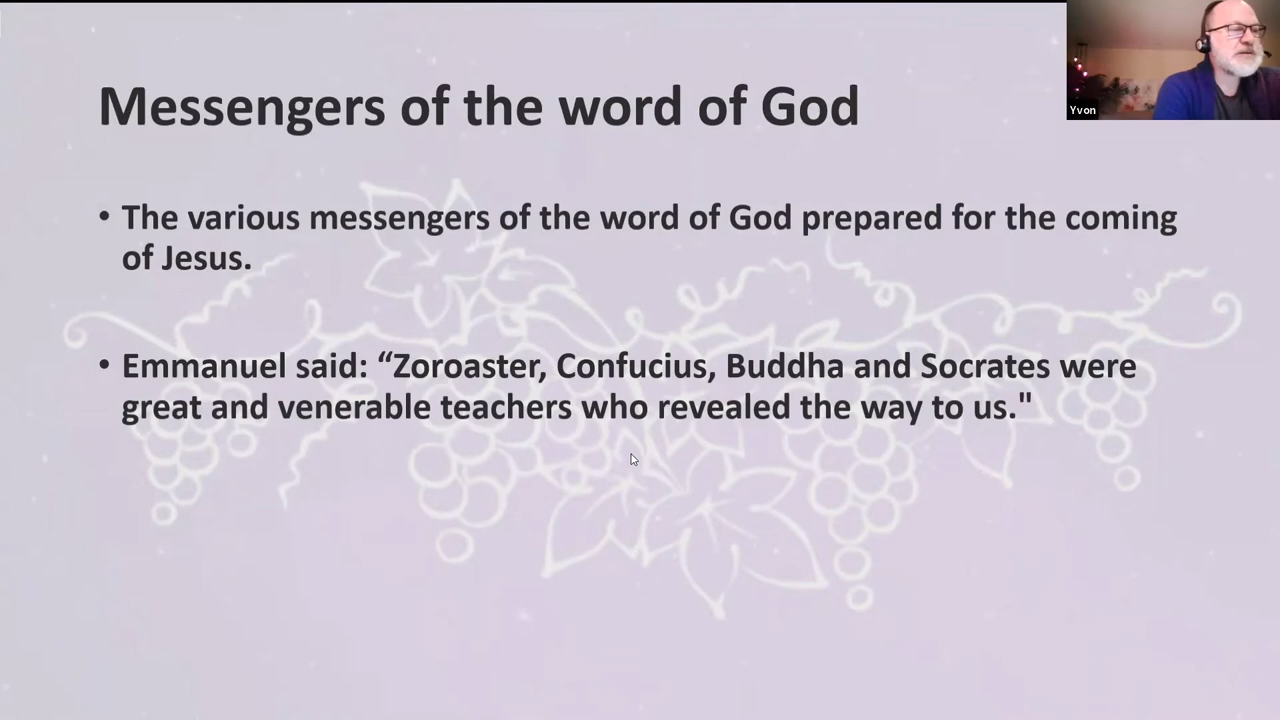 Messengers of the word of God
Yvon
• The various messengers of the word of God prepared for the coming
of Jesus.
• Emmanuel said: “Zoroaster, Confucius, Buddha and Socrates were
great and venerable teachers who revealed the way to us."